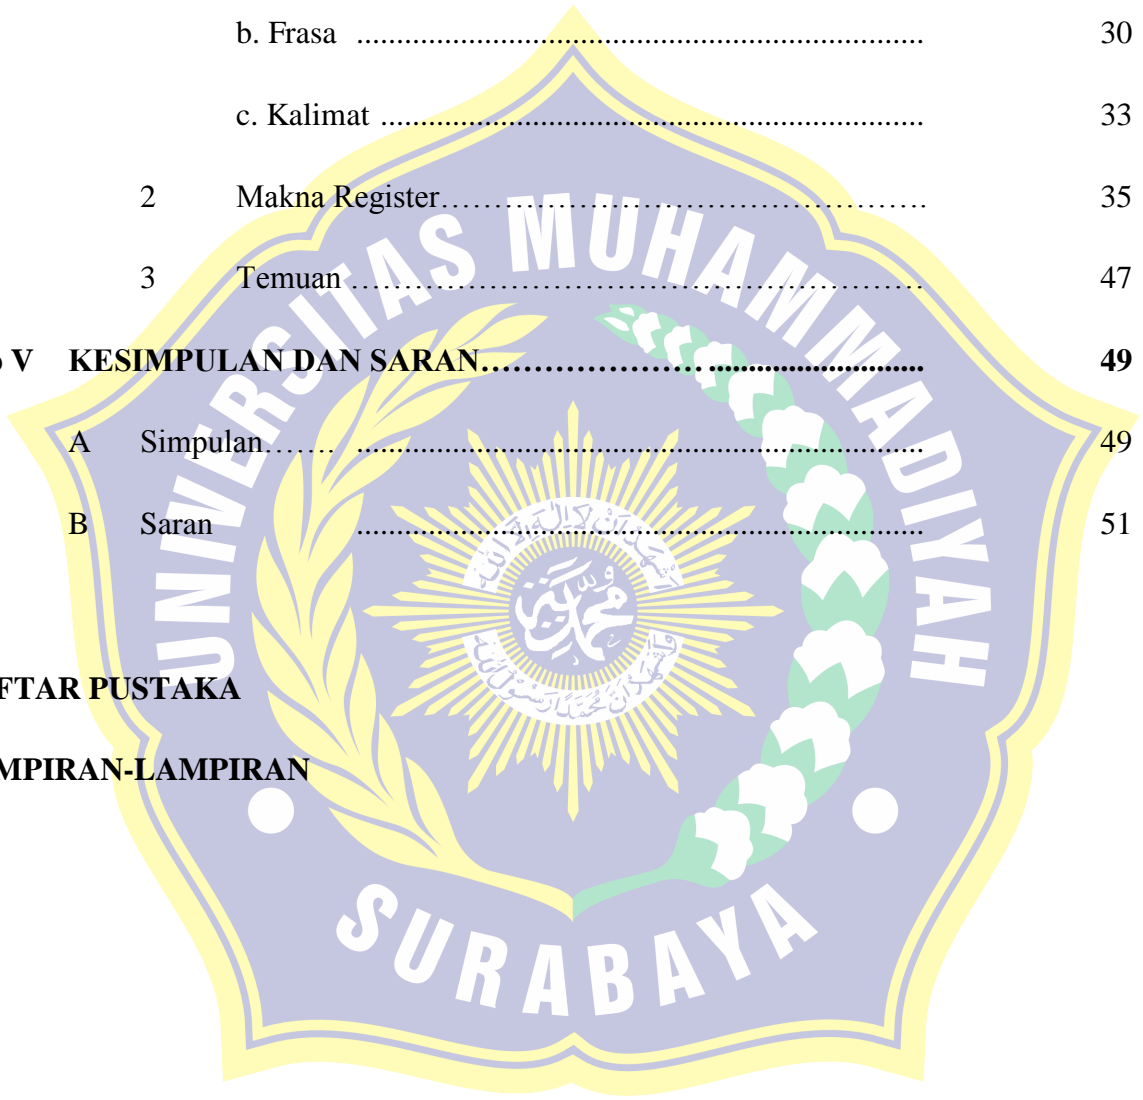 b. Frasa ....................................................................... 30
c. Kalimat .................................................................... 33
2 Makna Register…………………………………………………. 35
3 Temuan ………………………………………………………… 47
b V KESIMPULAN DAN SARAN………………….. ........................... 49
A Simpulan……. ....................................................................... 49
B Saran ....................................................................... 51
FTAR PUSTAKA
MPIRAN-LAMPIRAN
UNIVERSITAS MUHAMMADIYAH
SURABAYA